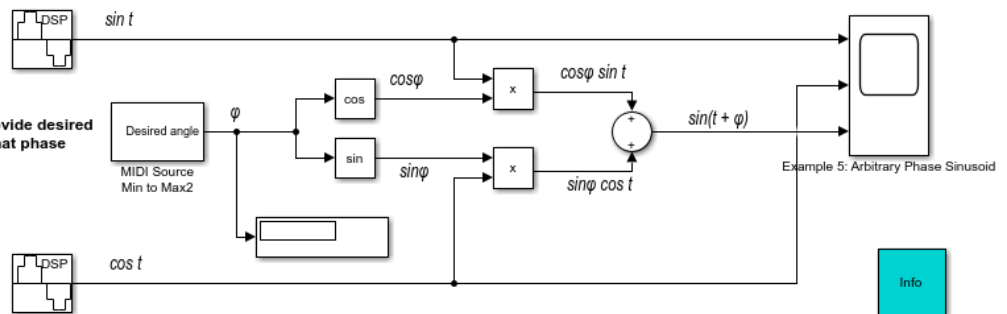 DSP
sin t
cosφ
cosφ sin t
cos
x
φ
+
+
sin(t + φ)
Desired angle
vide desired
at phase
sin
x
sinφ
sinφ cos t
MIDI Source
Min to Max2
Example 5: Arbitrary Phase Sinusoid
DSP
cos t
Info